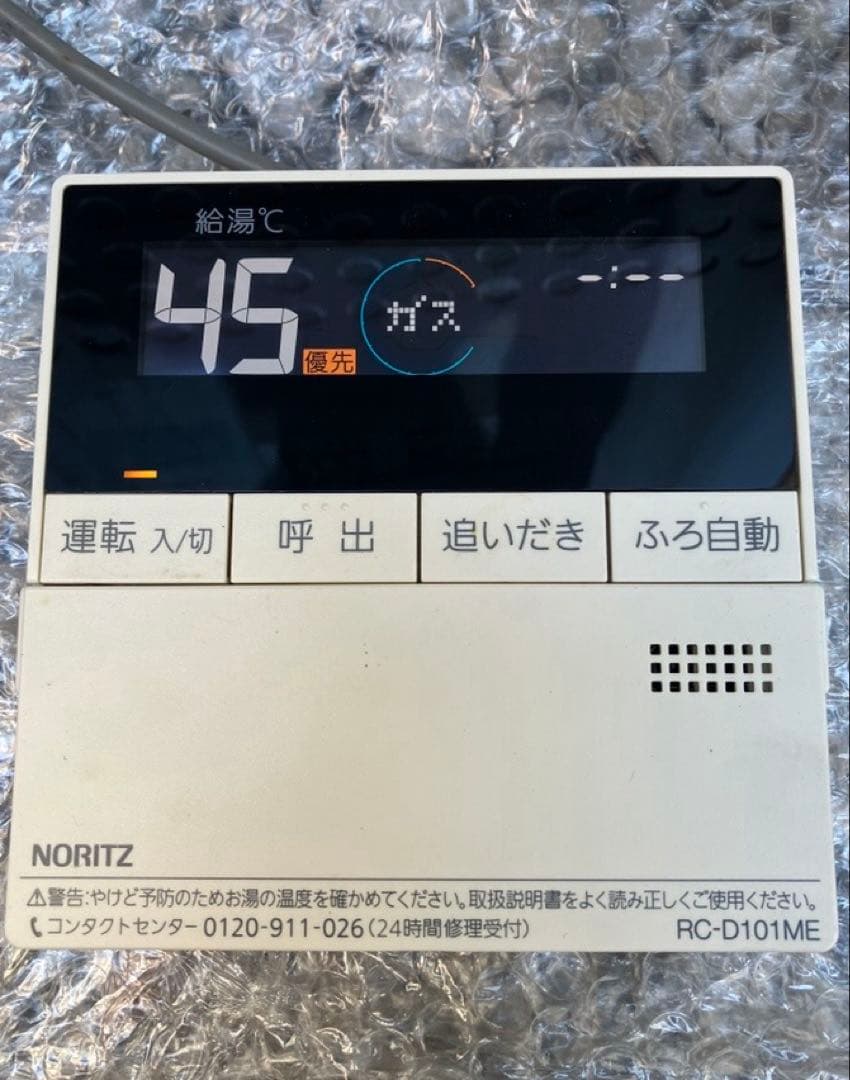 給湯℃
45 優先 ガス -:--
運転 入/切 呼 出 追いだき ふろ自動
NORITZ
⚠警告:やけど予防のためお湯の温度を確かめてください。取扱説明書をよく読み正しくご使用ください。
コンタクトセンター 0120-911-026(24時間修理受付) RC-D101ME